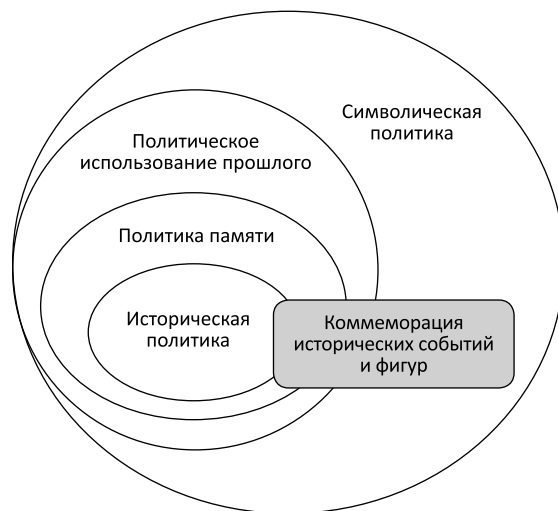 Символическая
политика
Политическое
использование прошлого
Политика памяти
Историческая
политика
Коммеморация
исторических событий
и фигур